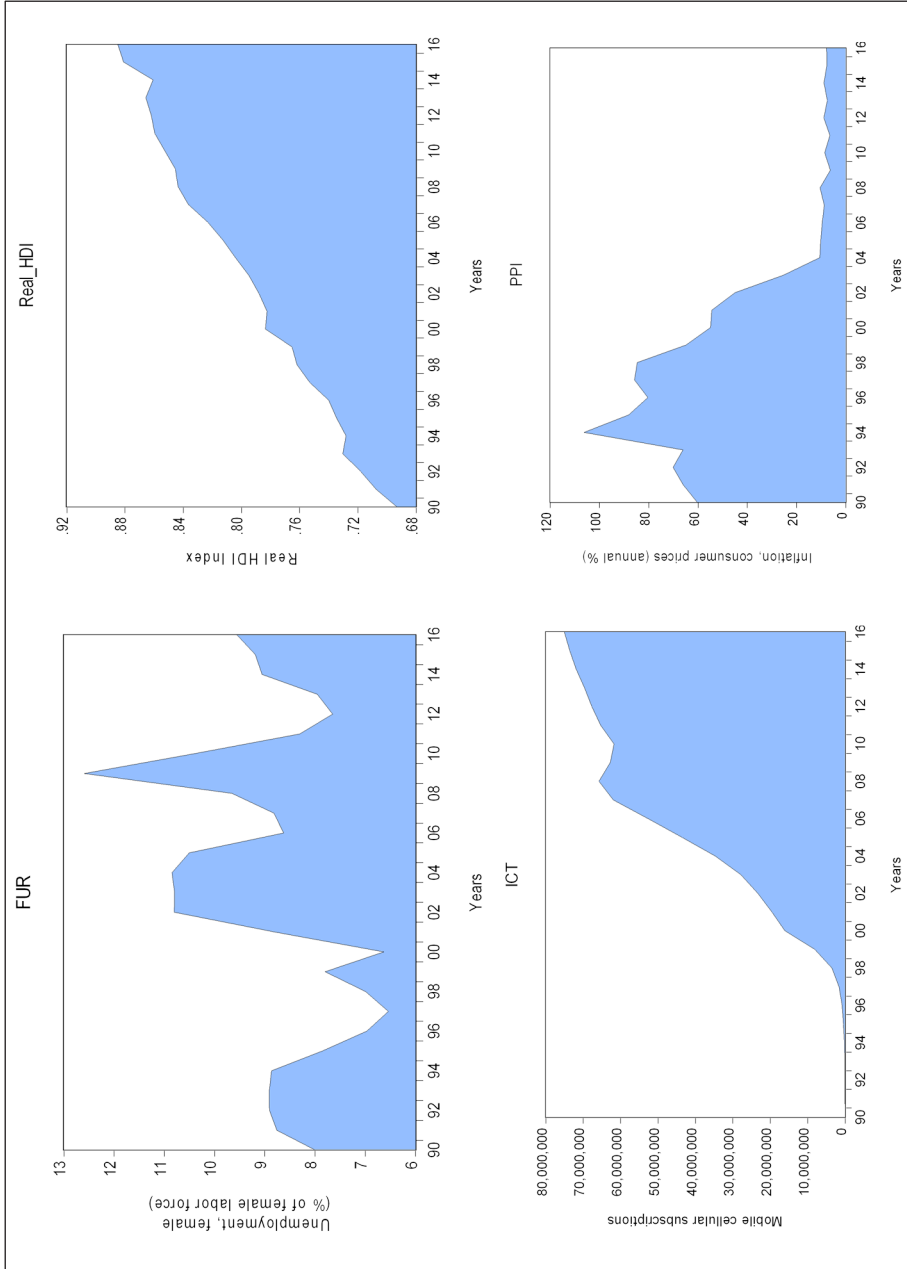 FUR
13
12
11
10
9
8
7
6
Unemployment, female
(% of female labor force)
90 92 94 96 98 00 02 04 06 08 10 12 14 16
Years
Real_HDI
.92
.88
.84
.80
.76
.72
.68
Real HDI Index
90 92 94 96 98 00 02 04 06 08 10 12 14 16
Years
ICT
80,000,000
70,000,000
60,000,000
50,000,000
40,000,000
30,000,000
20,000,000
10,000,000
0
Mobile cellular subscriptions
90 92 94 96 98 00 02 04 06 08 10 12 14 16
Years
PPI
120
100
80
60
40
20
0
Inflation, consumer prices (annual %)
90 92 94 96 98 00 02 04 06 08 10 12 14 16
Years